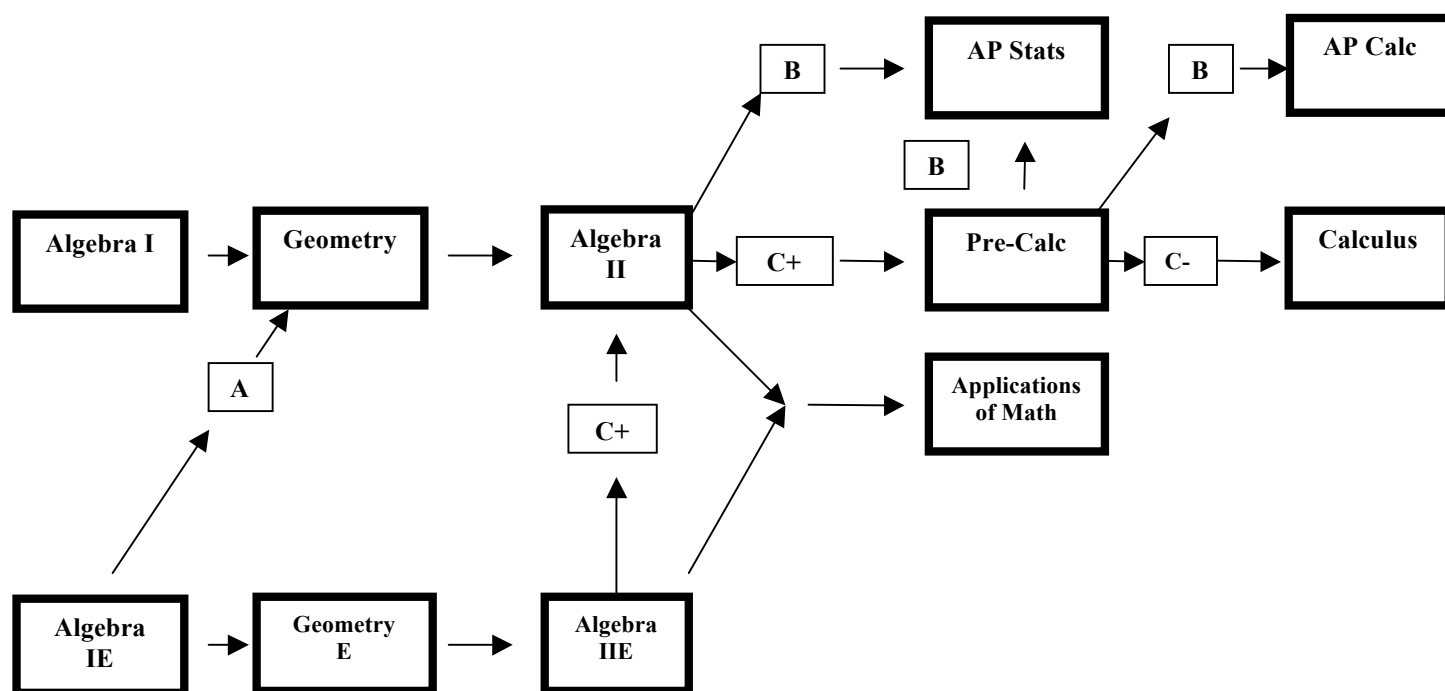 B
AP Stats
B
AP Calc
B
Algebra I
Geometry
Algebra
II
C+
Pre-Calc
C-
Calculus
A
C+
Applications
of Math
Algebra
IE
Geometry
E
Algebra
IIE